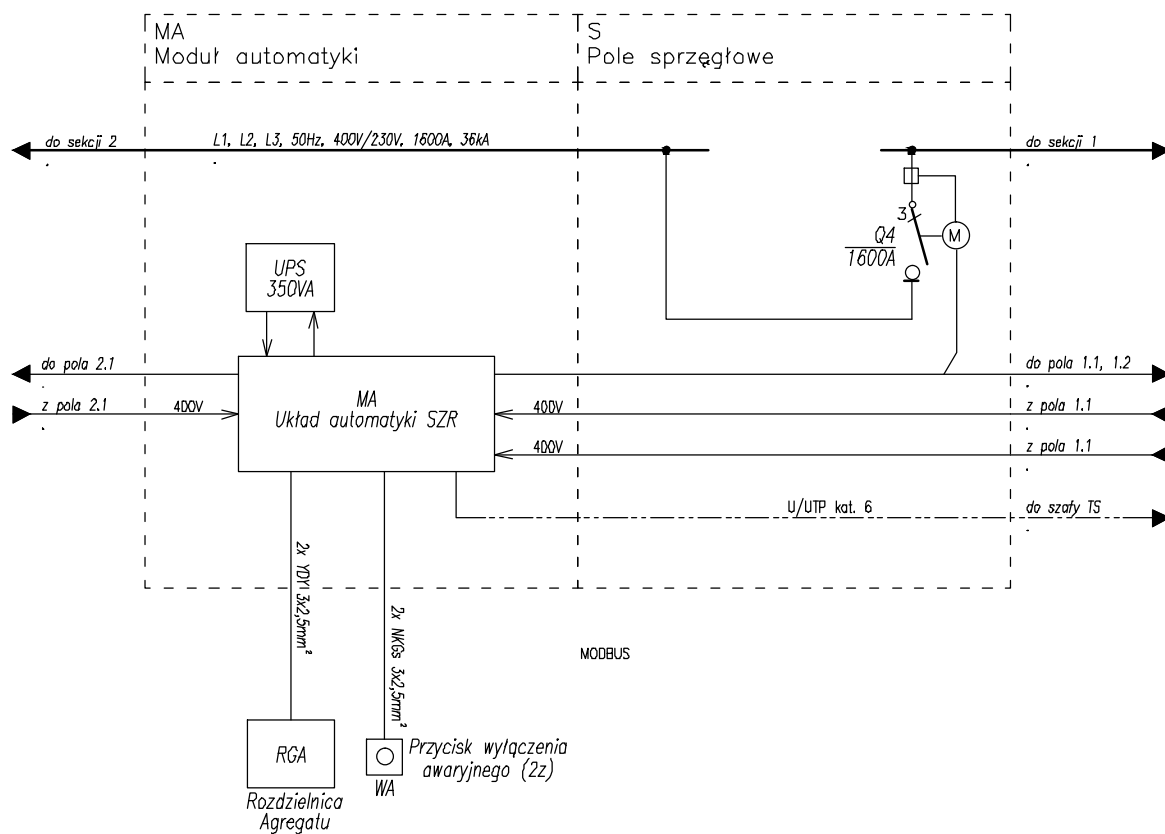 MA
Moduł automatyki
S
Pole sprzęgłowe
do sekcji 2
L1, L2, L3, 50Hz, 400V/230V, 1600A, 36kA
do sekcji 1
3
Q4
1600A
M
UPS
350VA
do pola 2.1
do pola 1.1, 1.2
MA
Układ automatyki SZR
z pola 2.1
400V
400V
z pola 1.1
400V
z pola 1.1
U/UTP kat. 6
do szafy TS
2x YDYI 3x2,5mm²
2x NKGs 3x2,5mm²
MODBUS
RGA
Rozdzielnica
Agregatu
Przycisk wyłączenia
awaryjnego (2z)
WA